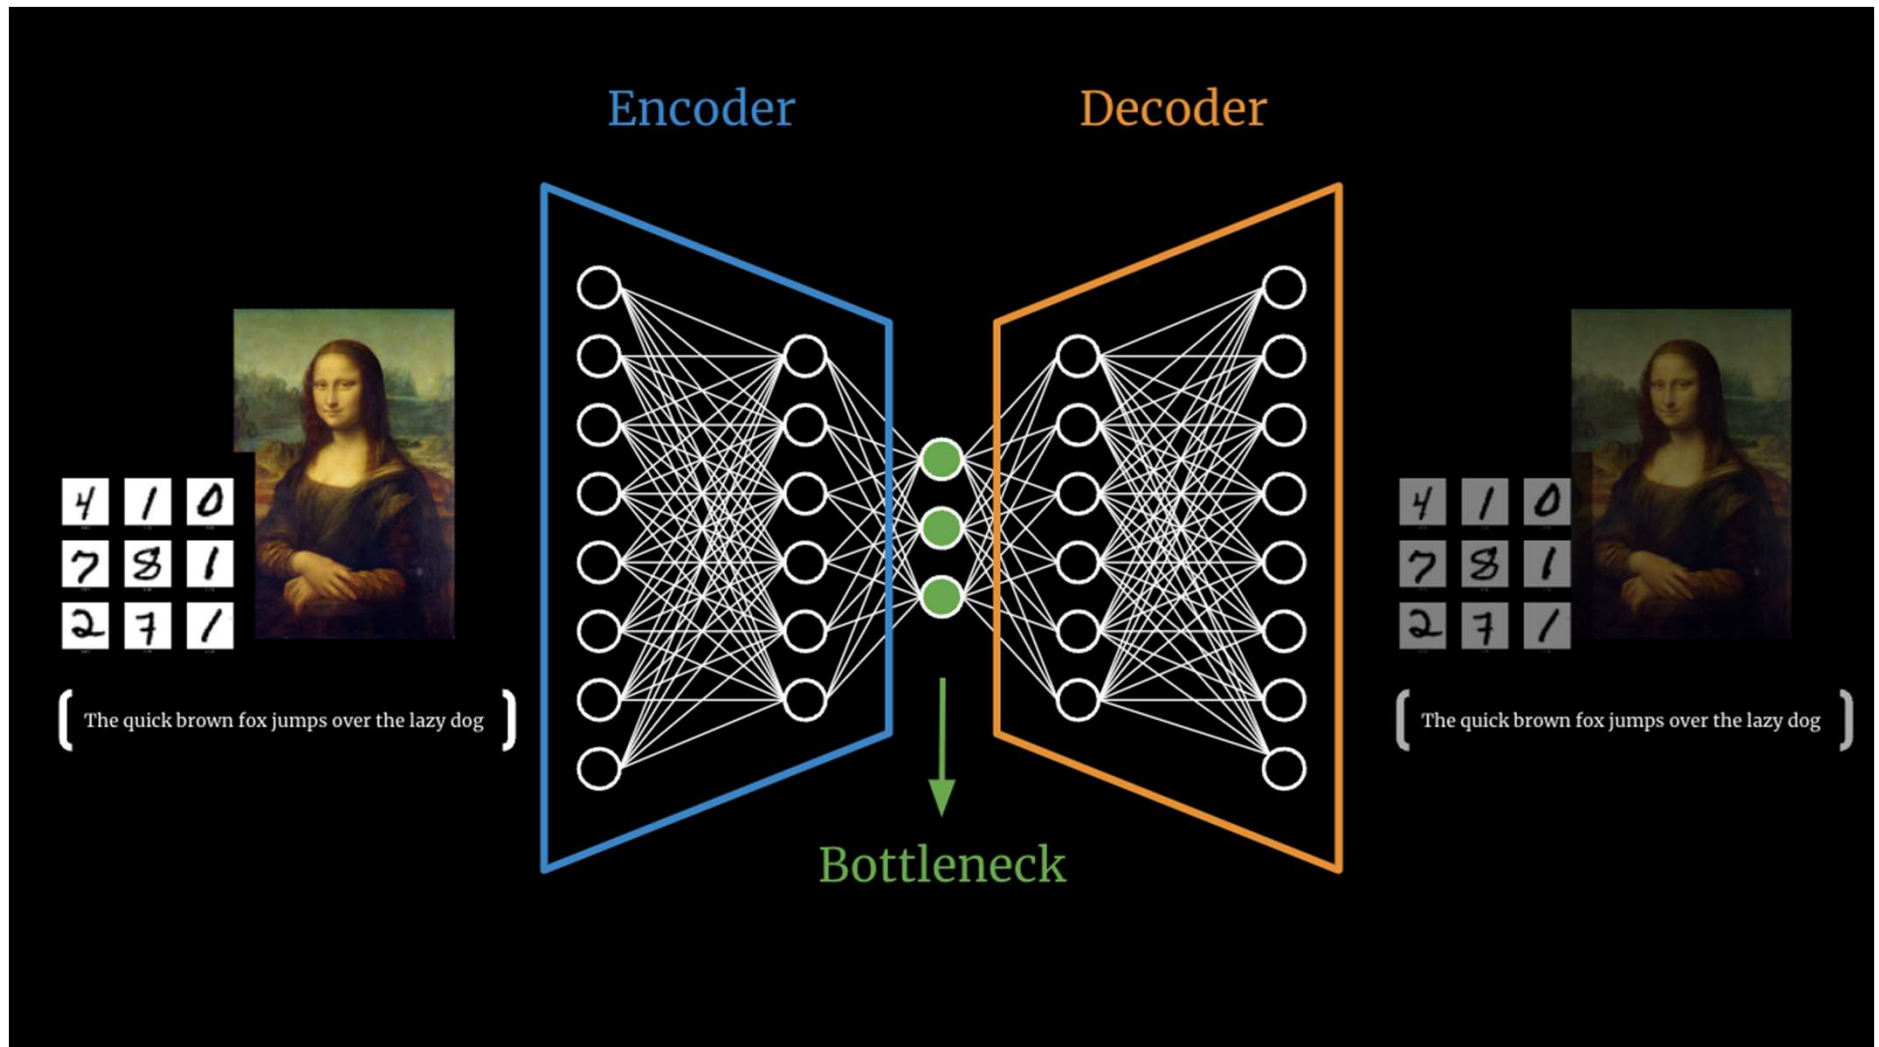 Encoder
Decoder
4 1 0
7 8 1
2 7 1
( The quick brown fox jumps over the lazy dog )
Bottleneck
4 1 0
7 8 1
2 7 1
( The quick brown fox jumps over the lazy dog )